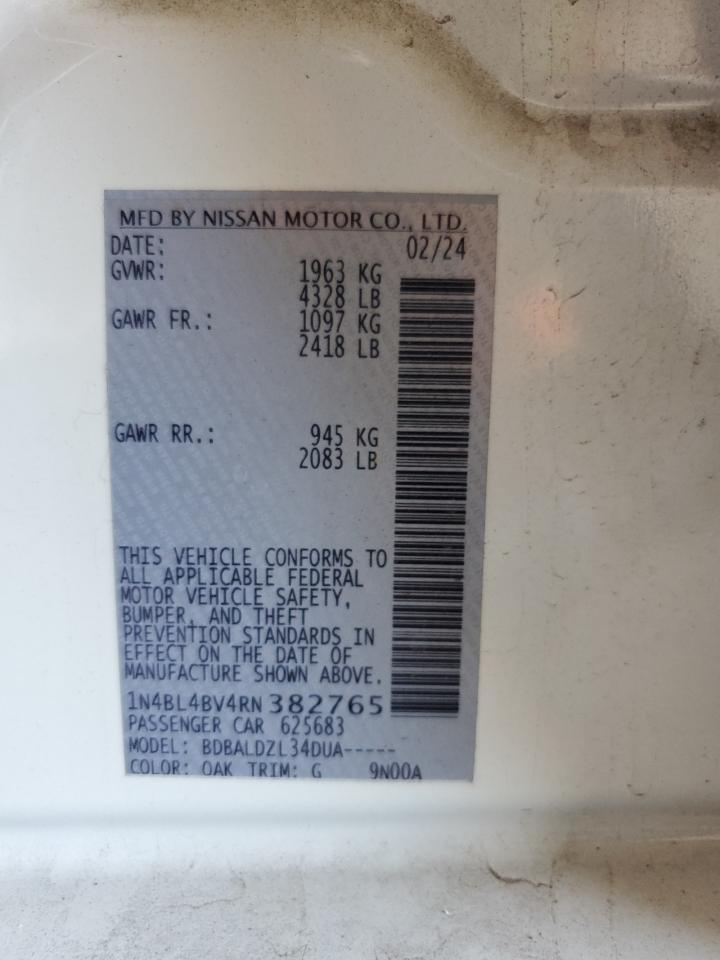 MFD BY NISSAN MOTOR CO., LTD.
DATE: 02/24
GVWR: 1963 KG
4328 LB
GAWR FR.: 1097 KG
2418 LB
GAWR RR.: 945 KG
2083 LB
THIS VEHICLE CONFORMS TO
ALL APPLICABLE FEDERAL
MOTOR VEHICLE SAFETY,
BUMPER, AND THEFT
PREVENTION STANDARDS IN
EFFECT ON THE DATE OF
MANUFACTURE SHOWN ABOVE.
1N4BL4BV4RN382765
PASSENGER CAR 625683
MODEL: BDBALDZL34DUA-----
COLOR: OAK TRIM: G 9N00A